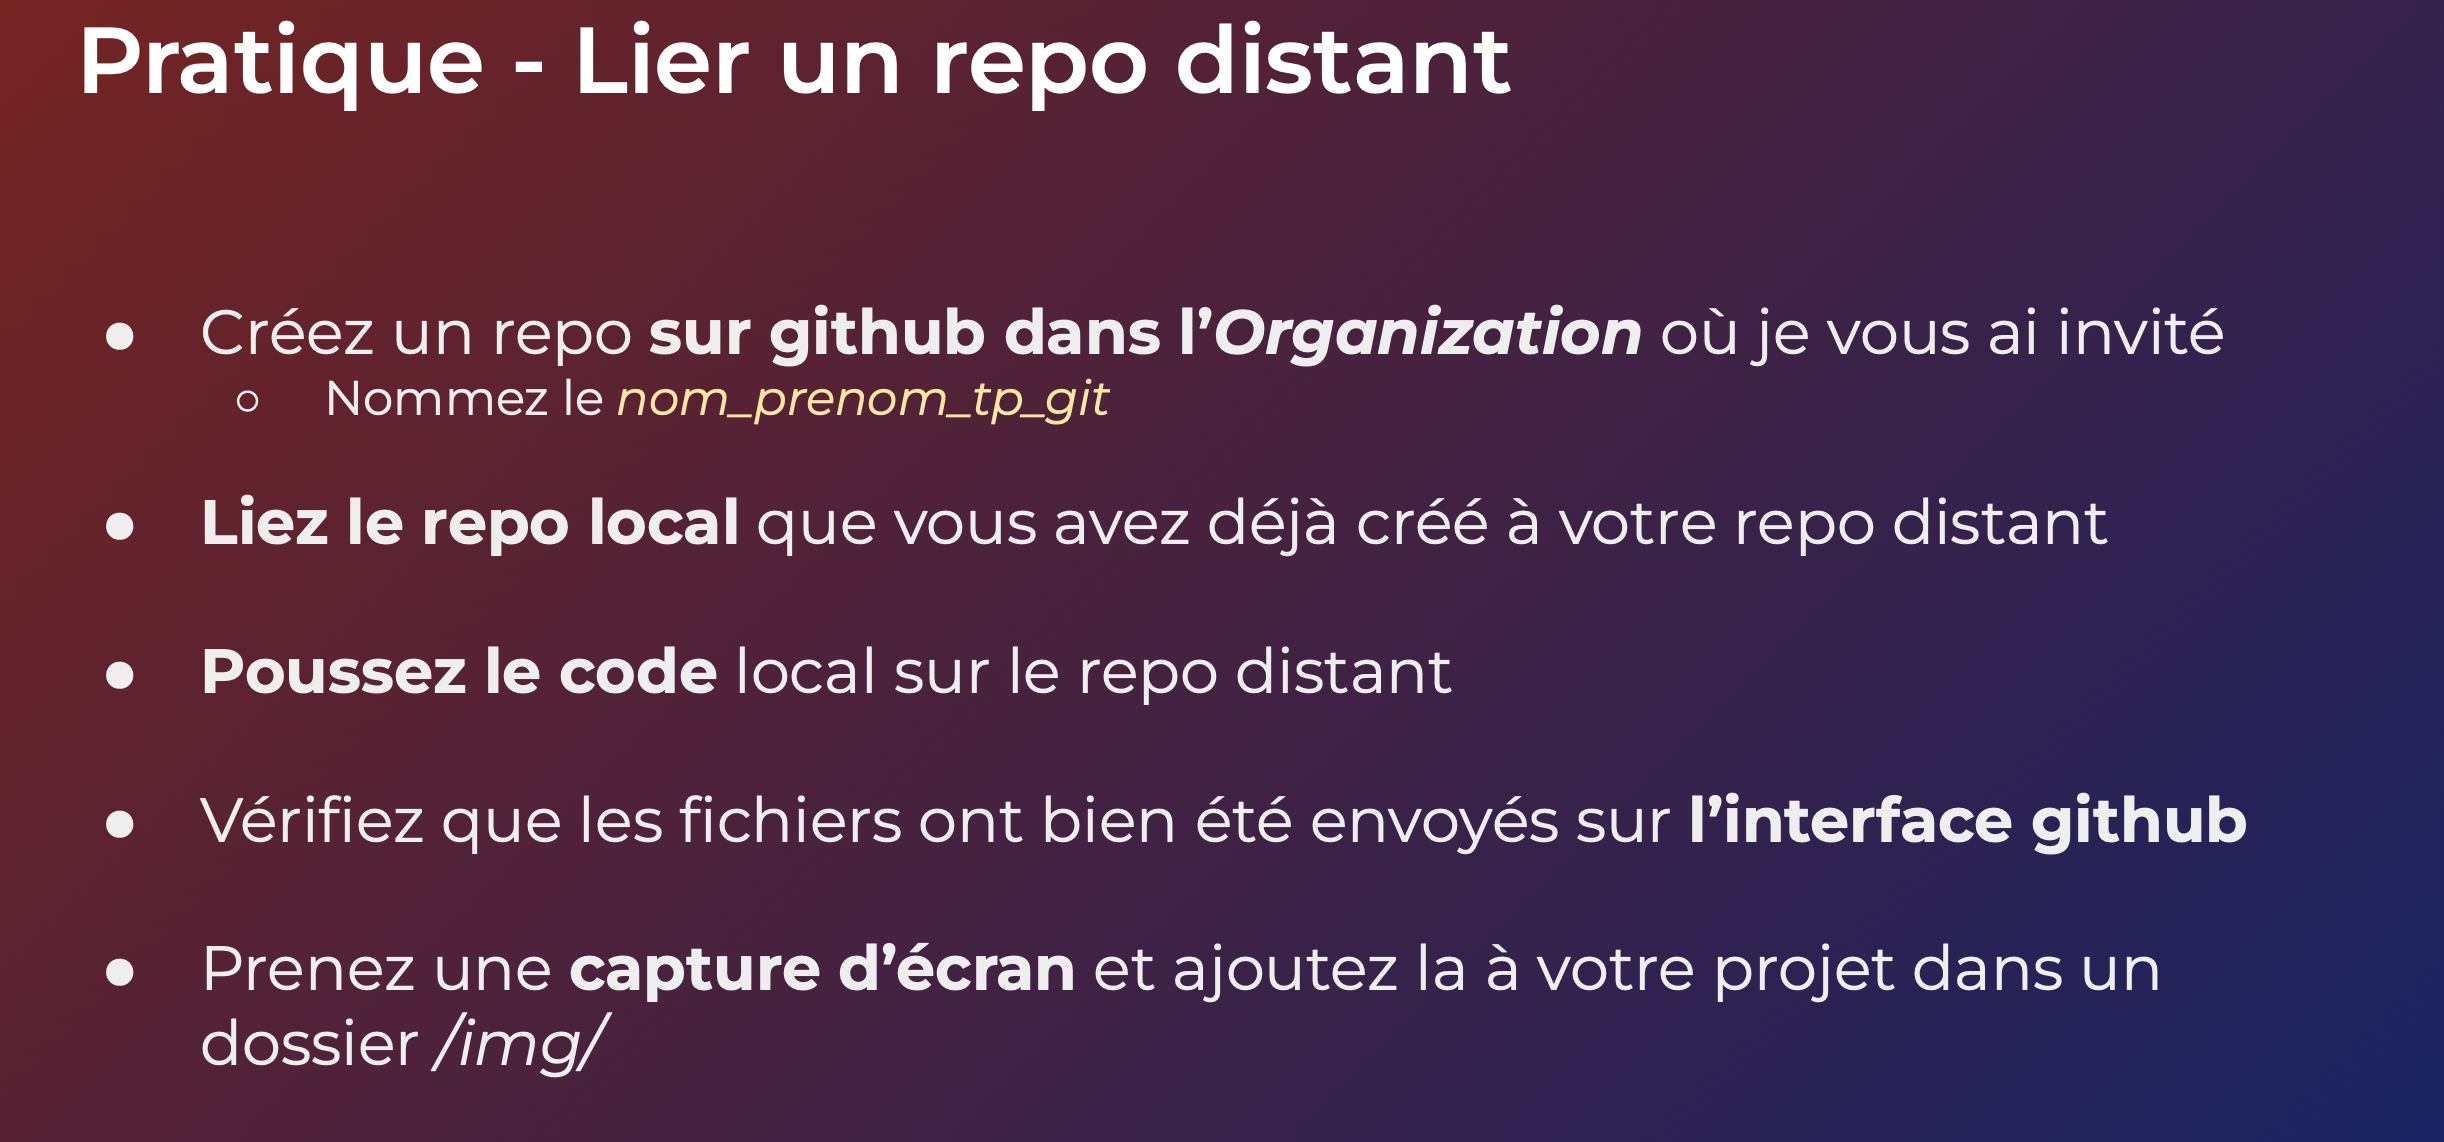 Pratique - Lier un repo distant
● Créez un repo sur github dans l’Organization où je vous ai invité
○ Nommez le nom_prenom_tp_git
● Liez le repo local que vous avez déjà créé à votre repo distant
● Poussez le code local sur le repo distant
● Vérifiez que les fichiers ont bien été envoyés sur l’interface github
● Prenez une capture d’écran et ajoutez la à votre projet dans un
dossier /img/